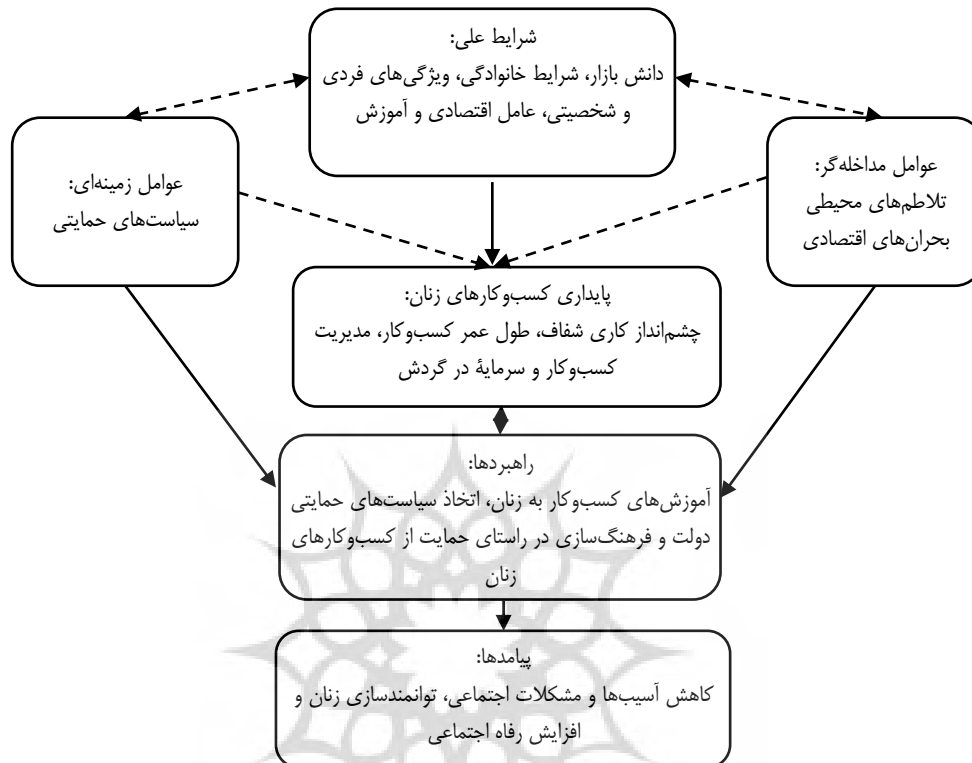 شرایط علی:
دانش بازار، شرایط خانوادگی، ویژگی‌های فردی
و شخصیتی، عامل اقتصادی و آموزش
عوامل مداخله‌گر:
تلاطم‌های محیطی
بحران‌های اقتصادی
عوامل زمینه‌ای:
سیاست‌های حمایتی
پایداری کسب‌وکارهای زنان:
چشم‌انداز کاری شفاف، طول عمر کسب‌وکار، مدیریت
کسب‌وکار و سرمایهٔ در گردش
راهبردها:
آموزش‌های کسب‌وکار به زنان، اتخاذ سیاست‌های حمایتی
دولت و فرهنگ‌سازی در راستای حمایت از کسب‌وکارهای
زنان
پیامدها:
کاهش آسیب‌ها و مشکلات اجتماعی، توانمندسازی زنان و
افزایش رفاه اجتماعی